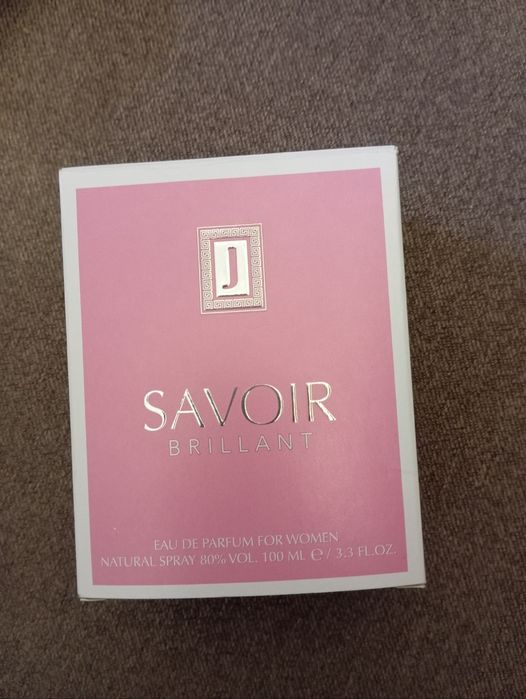 J
SAVOIR
BRILLANT
EAU DE PARFUM FOR WOMEN
NATURAL SPRAY 80% VOL. 100 ML ℮ / 3.3 FL.OZ.